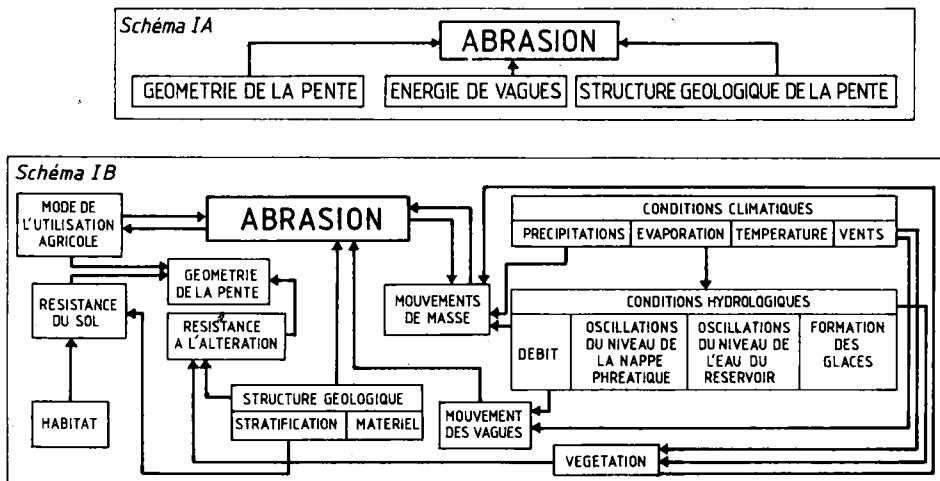 Schéma IA
ABRASION
GEOMETRIE DE LA PENTE
ENERGIE DE VAGUES
STRUCTURE GEOLOGIQUE DE LA PENTE
Schéma IB
MODE DE
L'UTILISATION
AGRICOLE
ABRASION
CONDITIONS CLIMATIQUES
PRECIPITATIONS
EVAPORATION
TEMPERATURE
VENTS
GEOMETRIE
DE LA PENTE
RESISTANCE
DU SOL
MOUVEMENTS
DE MASSE
CONDITIONS HYDROLOGIQUES
DEBIT
OSCILLATIONS
DU NIVEAU DE
LA NAPPE
PHREATIQUE
OSCILLATIONS
DU NIVEAU DE
L'EAU DU
RESERVOIR
FORMATION
DES
GLACES
RESISTANCE
A L'ALTERATION
STRUCTURE GÉOLOGIQUE
STRATIFICATION
MATERIEL
HABITAT
MOUVEMENT
DES VAGUES
VEGETATION